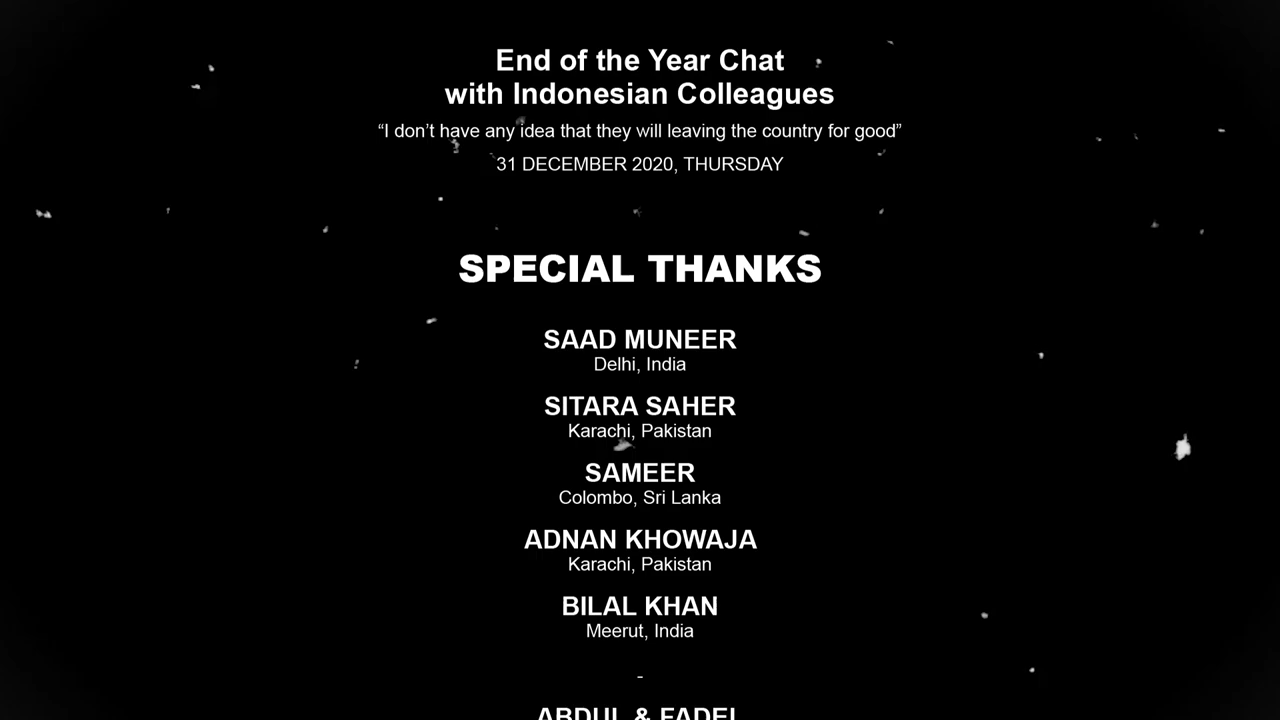 End of the Year Chat
with Indonesian Colleagues
“I don’t have any idea that they will leaving the country for good”
31 DECEMBER 2020, THURSDAY
SPECIAL THANKS
SAAD MUNEER
Delhi, India
SITARA SAHER
Karachi, Pakistan
SAMEER
Colombo, Sri Lanka
ADNAN KHOWAJA
Karachi, Pakistan
BILAL KHAN
Meerut, India
-
ABDUL & FADEL